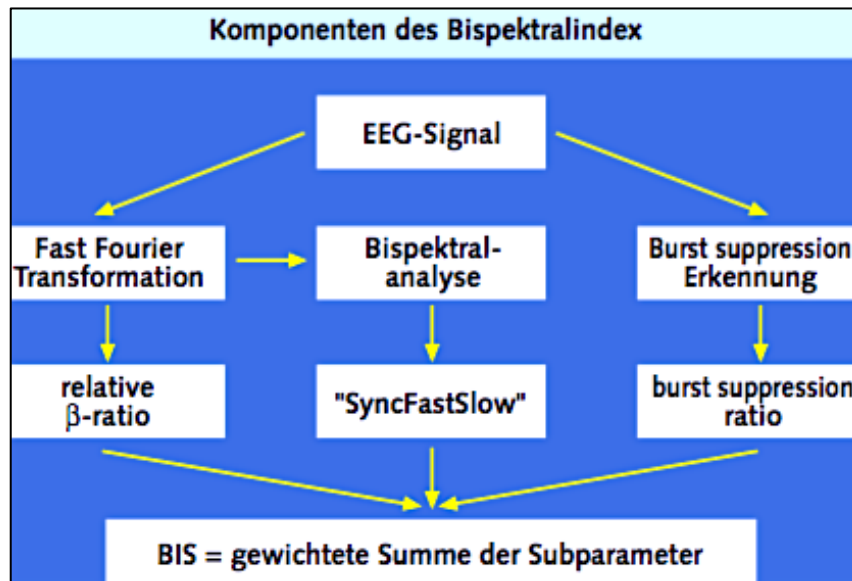 Komponenten des Bispektralindex
EEG-Signal
Fast Fourier
Transformation
Bispektral-
analyse
Burst suppression
Erkennung
relative
β-ratio
"SyncFastSlow"
burst suppression
ratio
BIS = gewichtete Summe der Subparameter